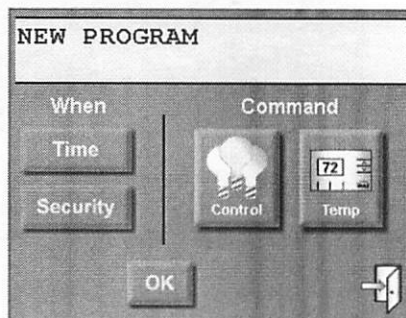 NEW PROGRAM
When
Command
Time
Security
72
Control
Temp
OK